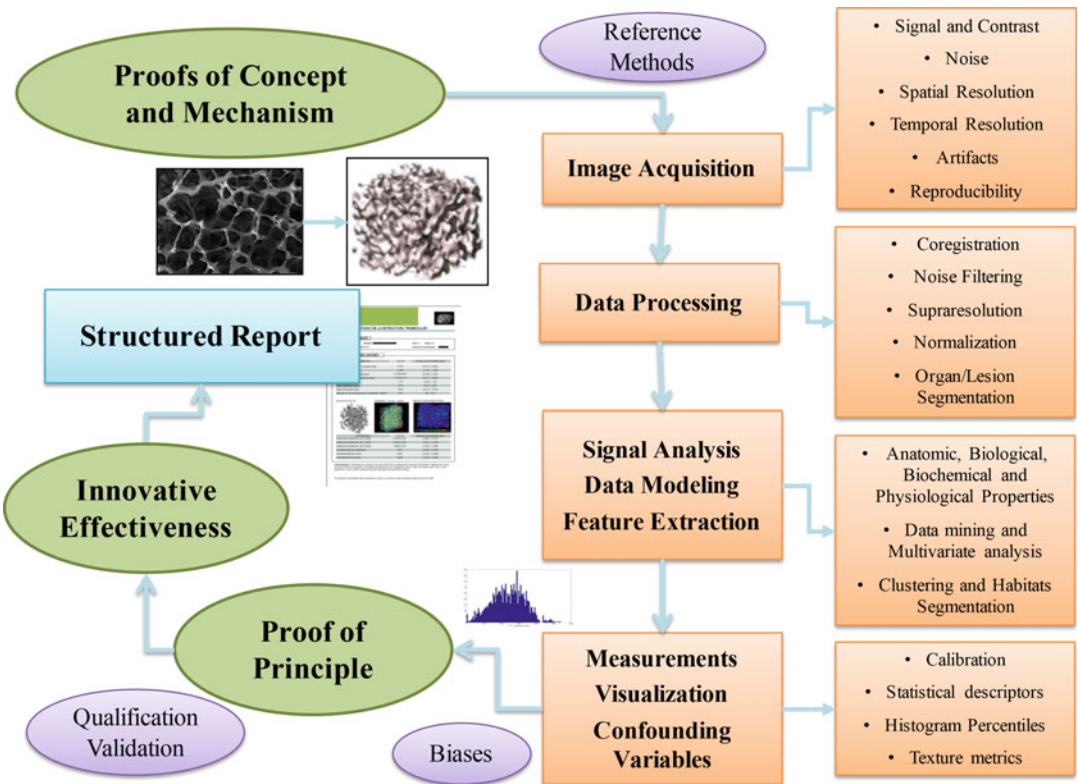 Proofs of Concept
and Mechanism
Reference
Methods
Image Acquisition
• Signal and Contrast
• Noise
• Spatial Resolution
• Temporal Resolution
• Artifacts
• Reproducibility
Data Processing
• Coregistration
• Noise Filtering
• Supraresolution
• Normalization
• Organ/Lesion
Segmentation
Structured Report
Signal Analysis
Data Modeling
Feature Extraction
• Anatomic, Biological,
Biochemical and
Physiological Properties
• Data mining and
Multivariate analysis
• Clustering and Habitats
Segmentation
Innovative
Effectiveness
Proof of
Principle
Measurements
Visualization
Confounding
Variables
• Calibration
• Statistical descriptors
• Histogram Percentiles
• Texture metrics
Qualification
Validation
Biases